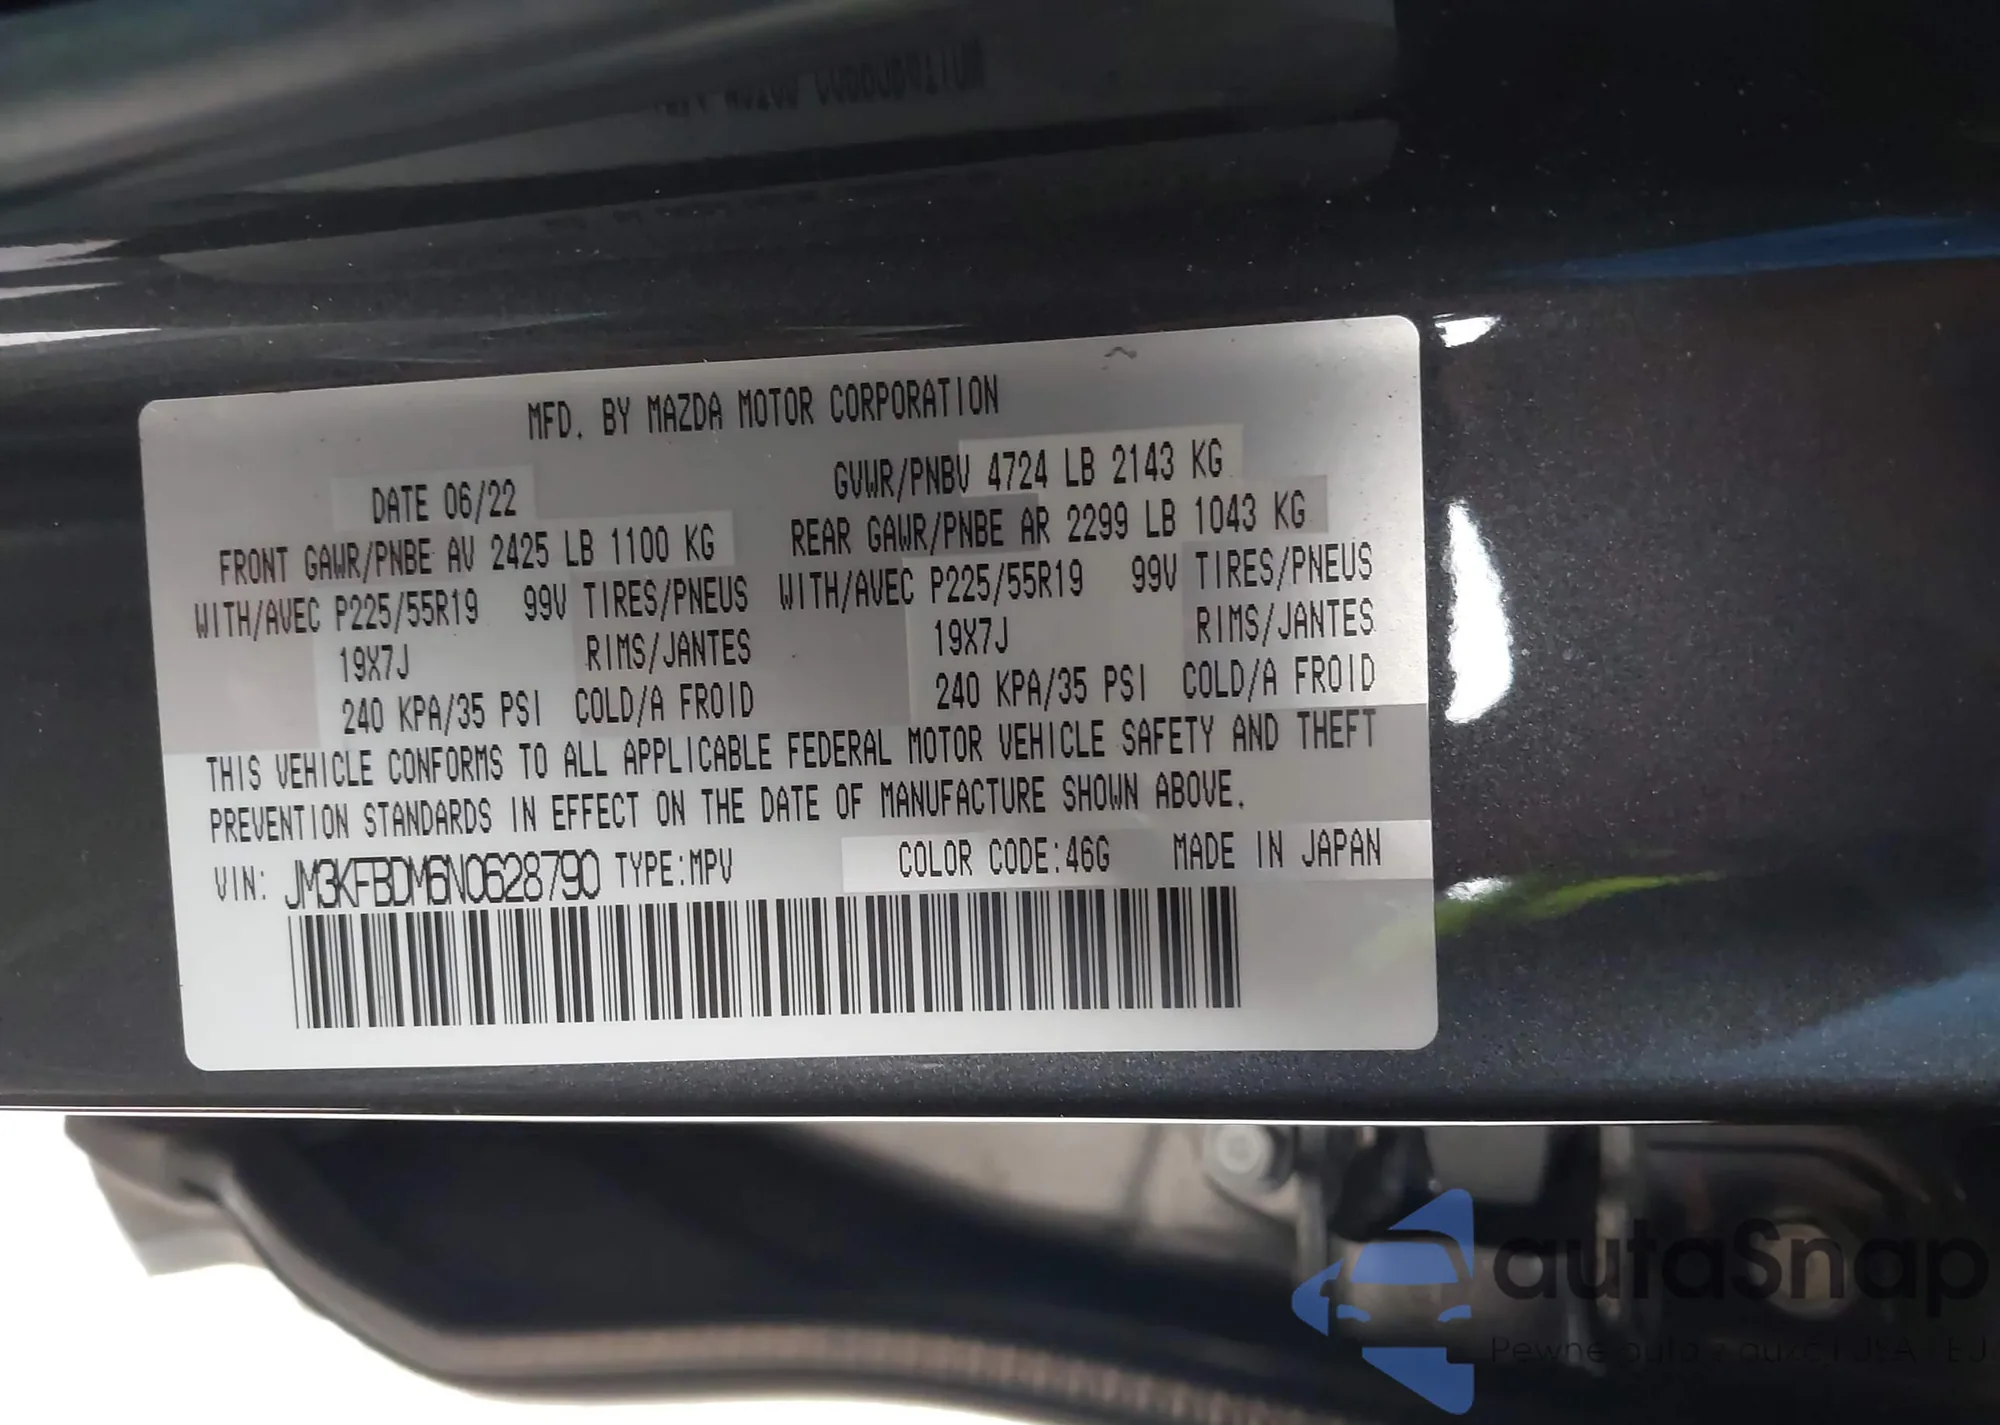 MFD. BY MAZDA MOTOR CORPORATION
DATE 06/22
GVWR/PNBV 4724 LB 2143 KG
FRONT GAWR/PNBE AV 2425 LB 1100 KG
REAR GAWR/PNBE AR 2299 LB 1043 KG
WITH/AVEC P225/55R19 99V TIRES/PNEUS
WITH/AVEC P225/55R19 99V TIRES/PNEUS
19X7J RIMS/JANTES
19X7J RIMS/JANTES
240 KPA/35 PSI COLD/A FROID
240 KPA/35 PSI COLD/A FROID
THIS VEHICLE CONFORMS TO ALL APPLICABLE FEDERAL MOTOR VEHICLE SAFETY AND THEFT
PREVENTION STANDARDS IN EFFECT ON THE DATE OF MANUFACTURE SHOWN ABOVE.
VIN: JM3KFBDM6N0628790 TYPE:MPV COLOR CODE:46G MADE IN JAPAN
autaSnap
Pewne auta z